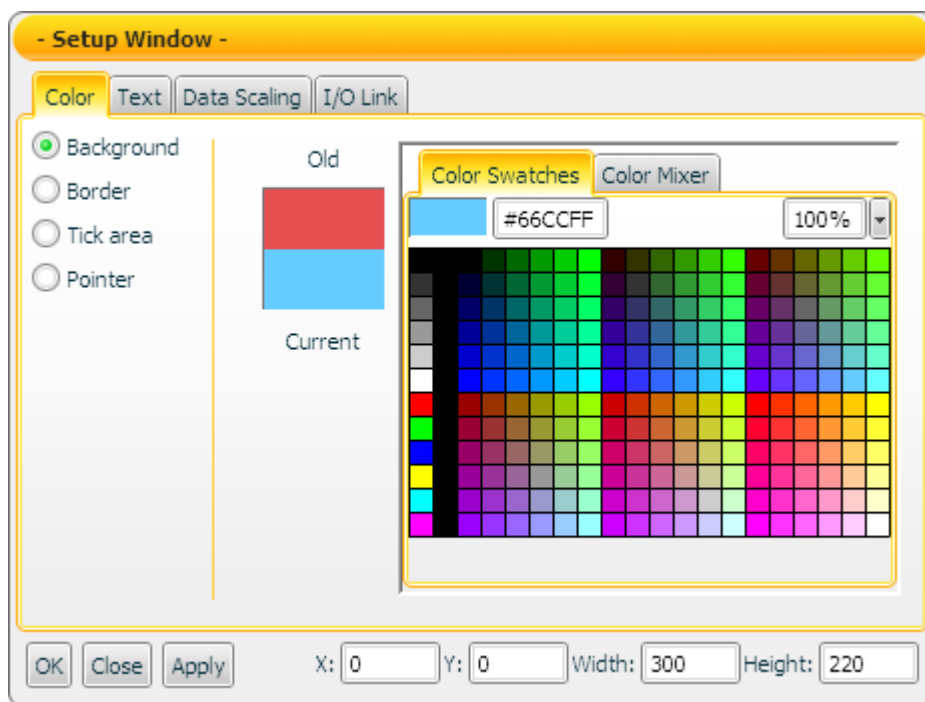 - Setup Window -
Color Text Data Scaling I/O Link
Background
Border
Tick area
Pointer
Old
Current
Color Swatches Color Mixer
#66CCFF 100%
OK Close Apply X: 0 Y: 0 Width: 300 Height: 220